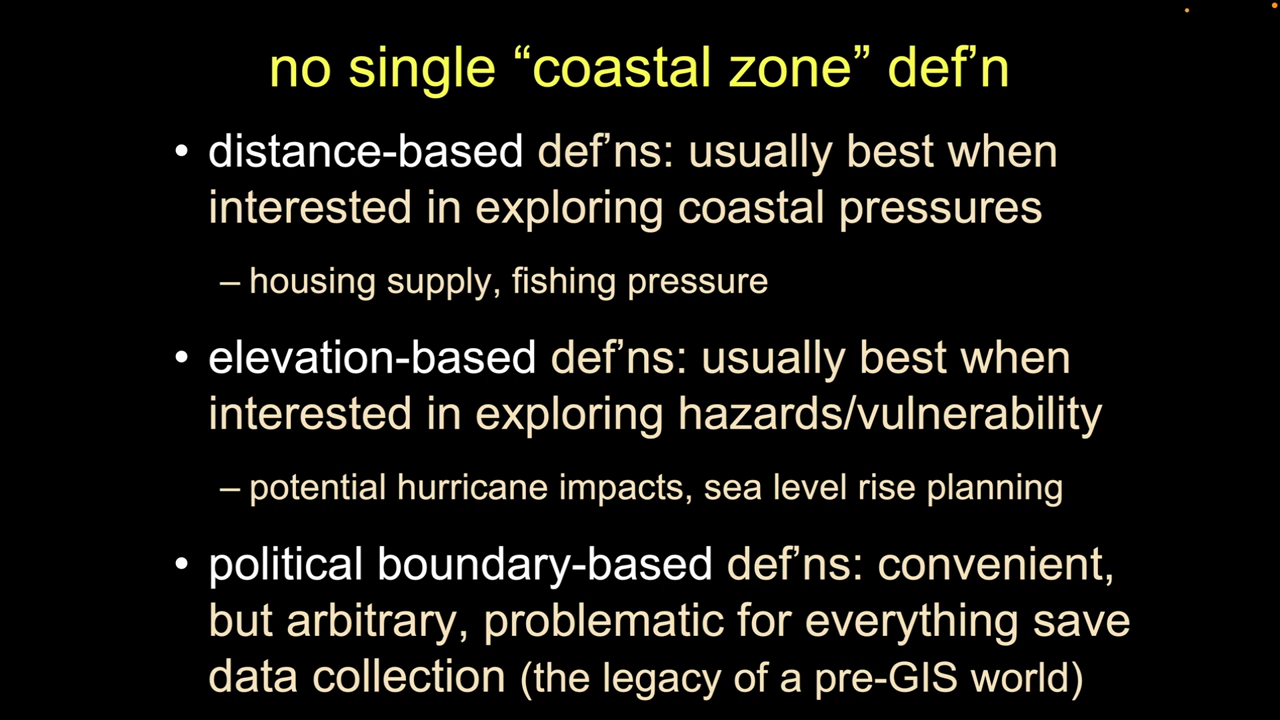 no single “coastal zone” def’n
• distance-based def’ns: usually best when
interested in exploring coastal pressures
– housing supply, fishing pressure
• elevation-based def’ns: usually best when
interested in exploring hazards/vulnerability
– potential hurricane impacts, sea level rise planning
• political boundary-based def’ns: convenient,
but arbitrary, problematic for everything save
data collection (the legacy of a pre-GIS world)